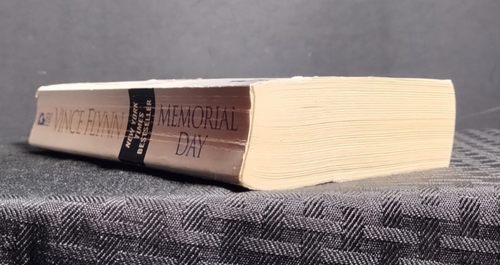 VINCE FLYNN
NEW YORK
TIMES
BESTSELLER
MEMORIAL
DAY